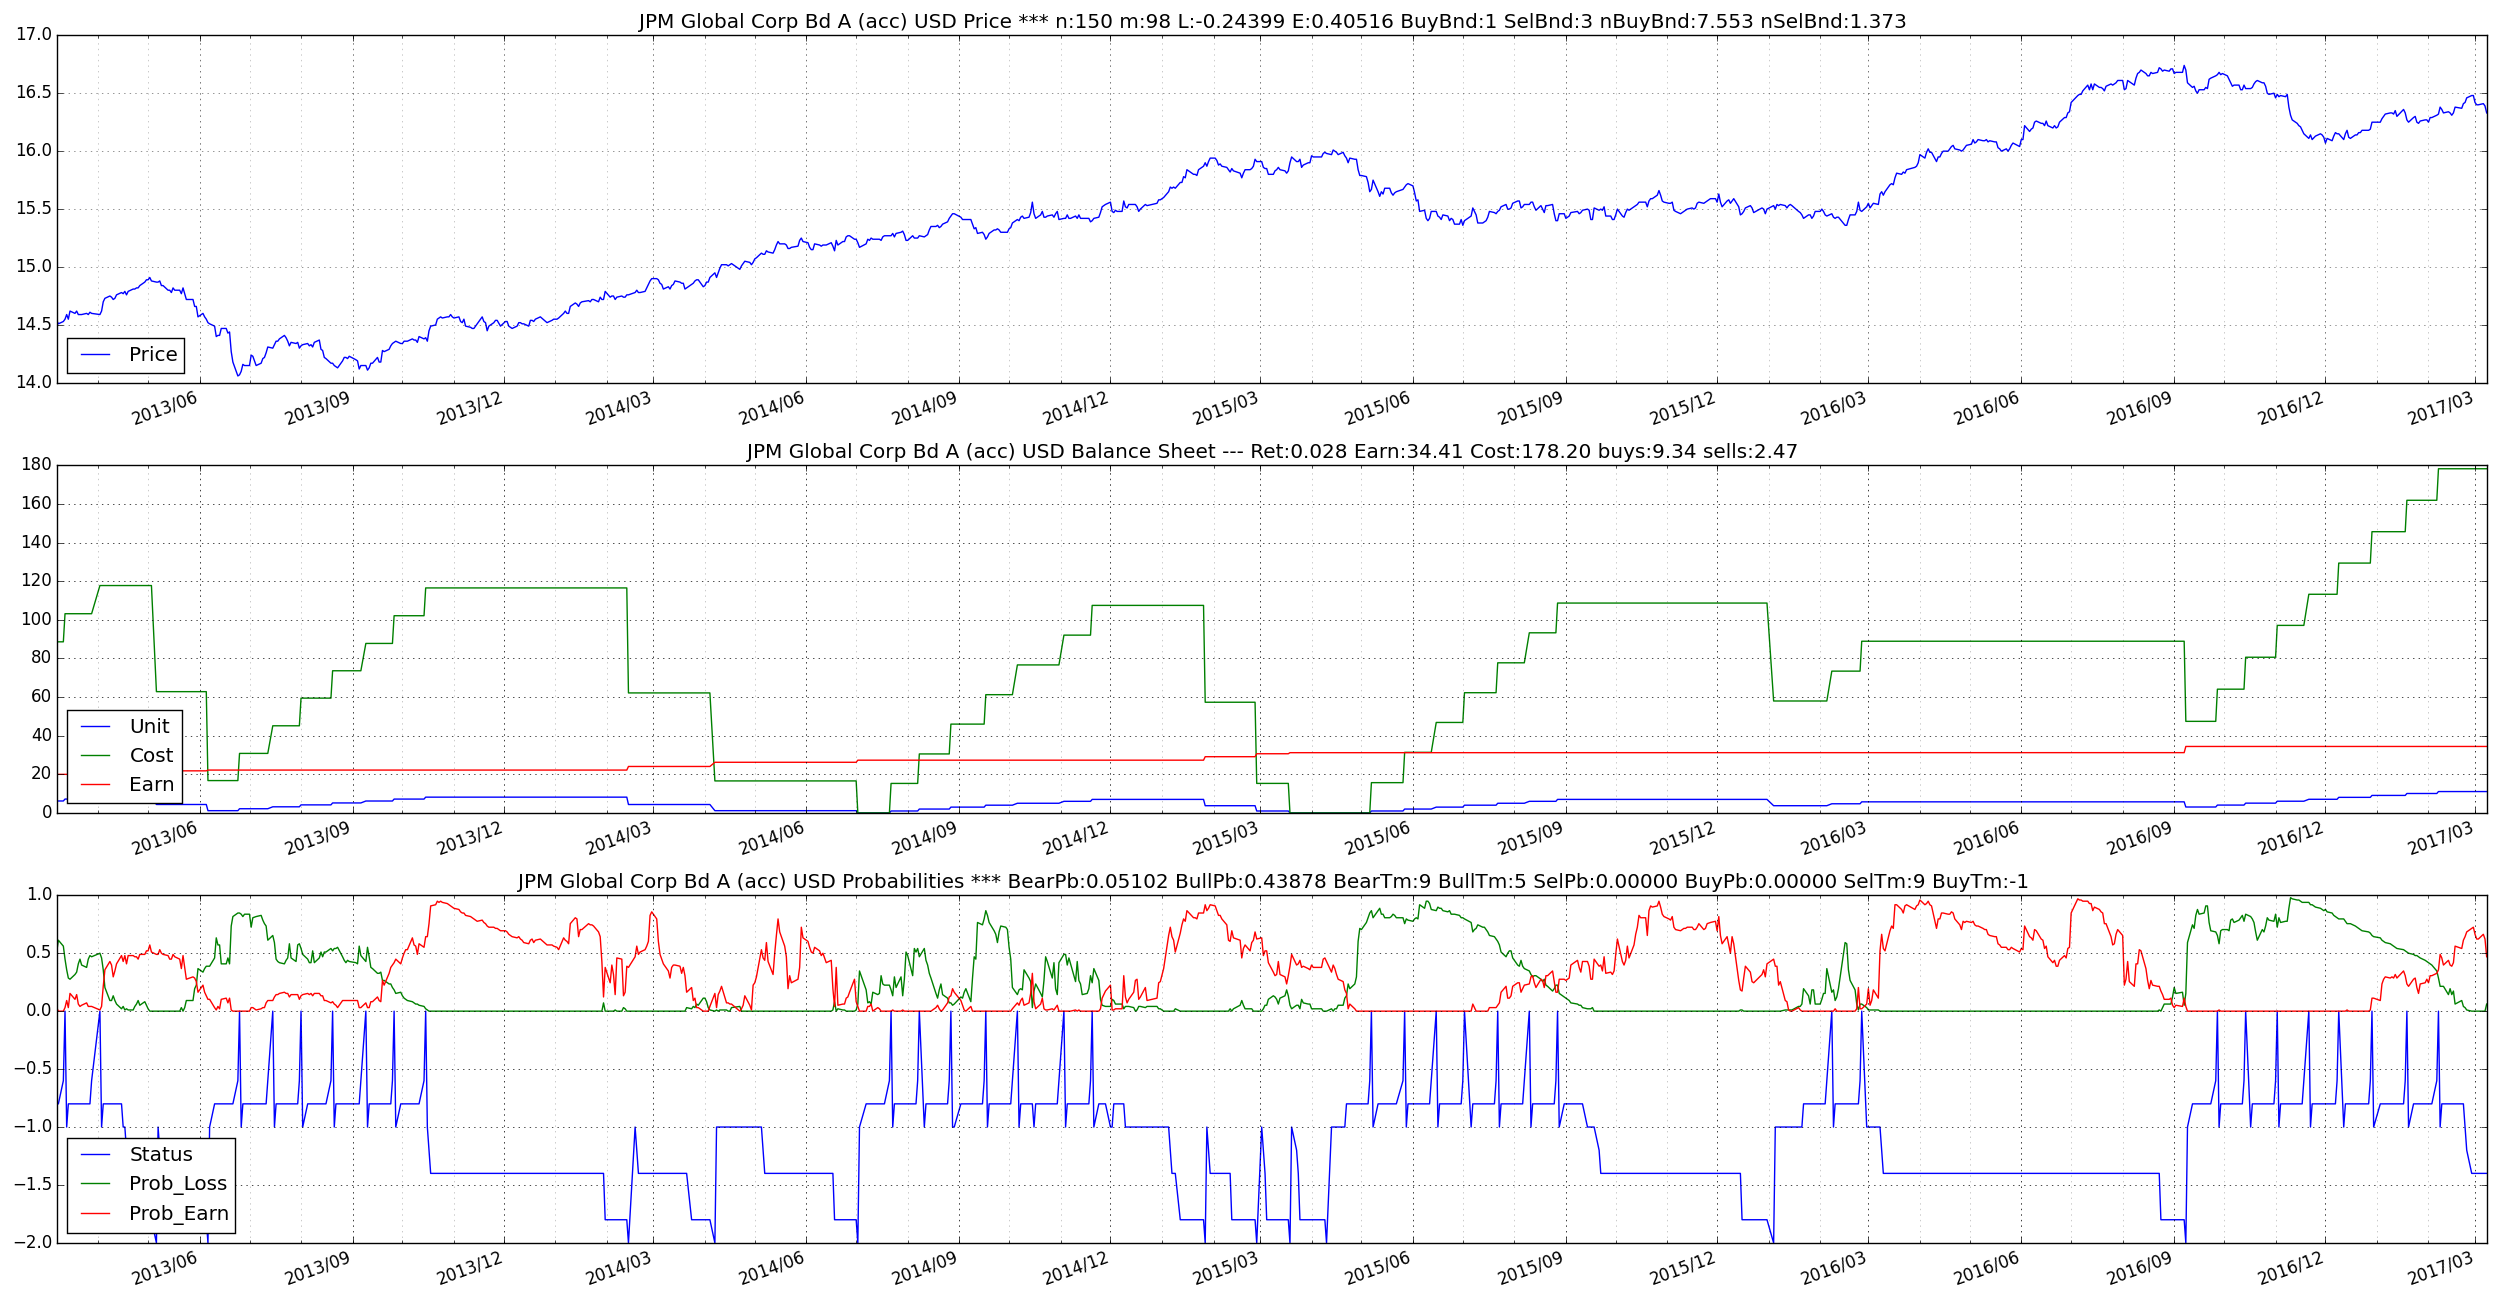 JPM Global Corp Bd A (acc) USD Price *** n:150 m:98 L:-0.24399 E:0.40516 BuyBnd:1 SelBnd:3 nBuyBnd:7.553 nSelBnd:1.373
17.0
16.5
16.0
15.5
15.0
14.5
14.0
Price
2013/06 2013/09 2013/12 2014/03 2014/06 2014/09 2014/12 2015/03 2015/06 2015/09 2015/12 2016/03 2016/06 2016/09 2016/12 2017/03
JPM Global Corp Bd A (acc) USD Balance Sheet --- Ret:0.028 Earn:34.41 Cost:178.20 buys:9.34 sells:2.47
180
160
140
120
100
80
60
40
20
0
Unit
Cost
Earn
2013/06 2013/09 2013/12 2014/03 2014/06 2014/09 2014/12 2015/03 2015/06 2015/09 2015/12 2016/03 2016/06 2016/09 2016/12 2017/03
JPM Global Corp Bd A (acc) USD Probabilities *** BearPb:0.05102 BullPb:0.43878 BearTm:9 BullTm:5 SelPb:0.00000 BuyPb:0.00000 SelTm:9 BuyTm:-1
1.0
0.5
0.0
−0.5
−1.0
−1.5
−2.0
Status
Prob_Loss
Prob_Earn
2013/06 2013/09 2013/12 2014/03 2014/06 2014/09 2014/12 2015/03 2015/06 2015/09 2015/12 2016/03 2016/06 2016/09 2016/12 2017/03